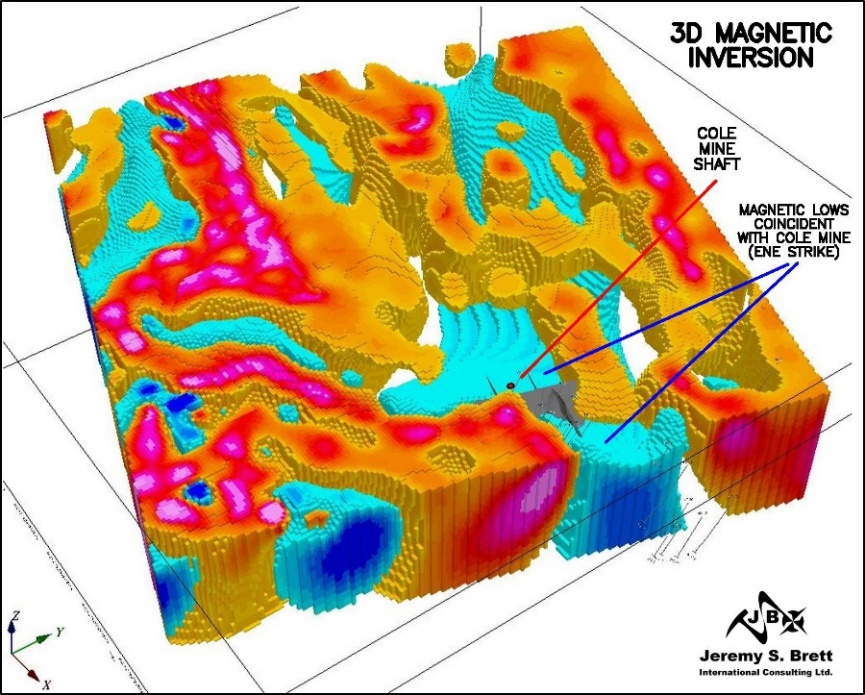 3D MAGNETIC
INVERSION
COLE
MINE
SHAFT
MAGNETIC LOWS
COINCIDENT
WITH COLE MINE
(ENE STRIKE)
Z
Y
X
JB
Jeremy S. Brett
International Consulting Ltd.